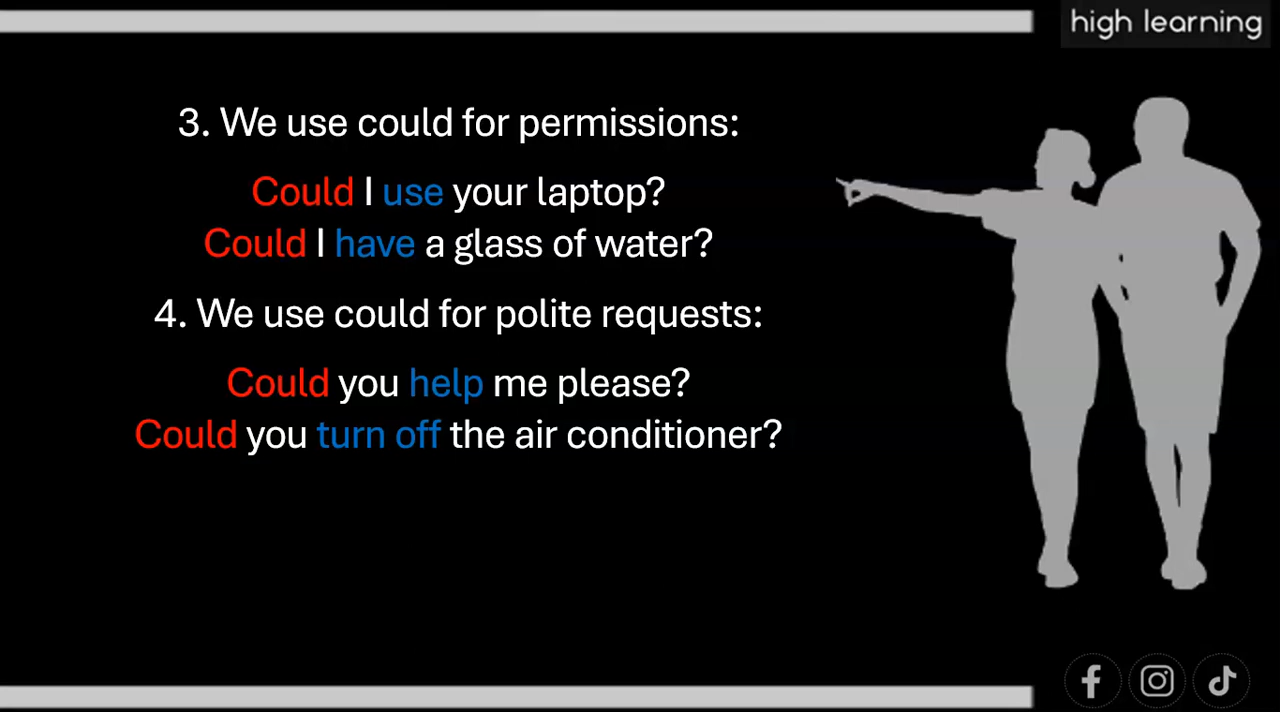 high learning
3. We use could for permissions:
Could I use your laptop?
Could I have a glass of water?
4. We use could for polite requests:
Could you help me please?
Could you turn off the air conditioner?